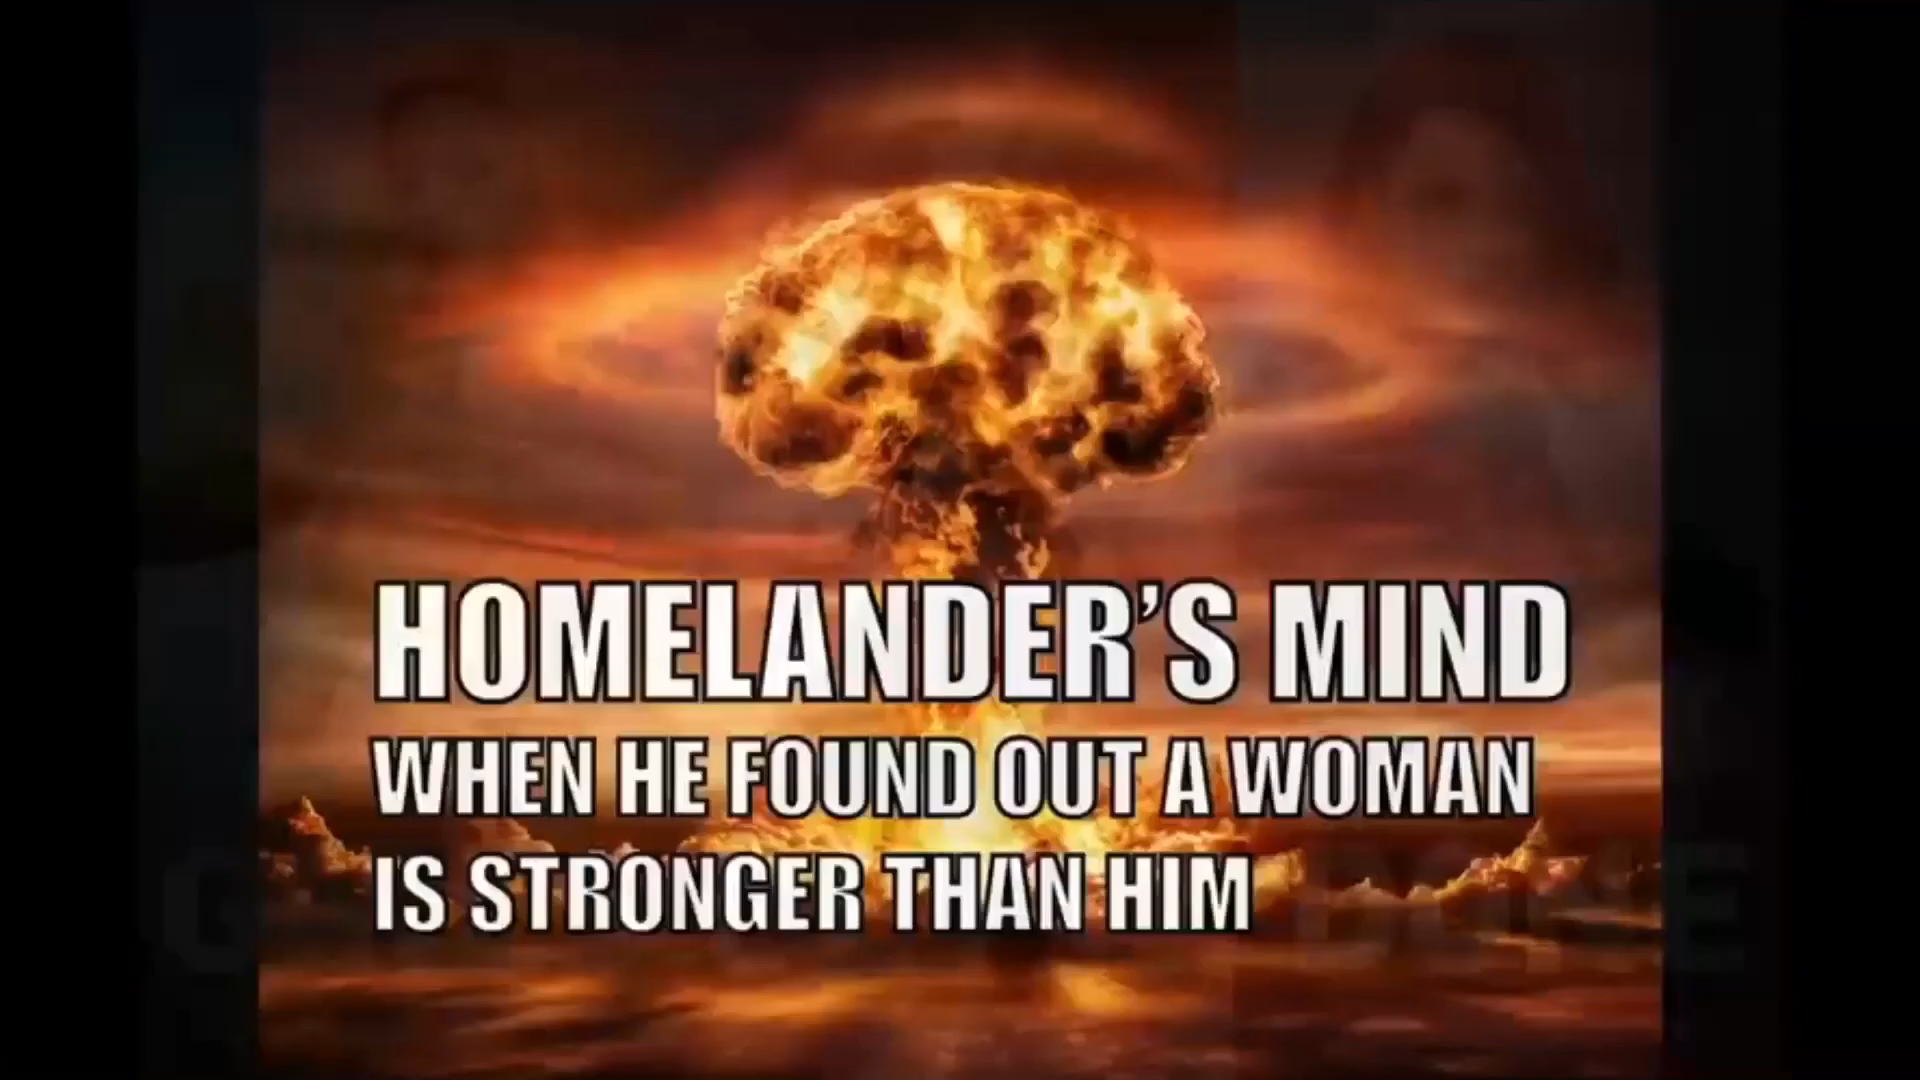 HOMELANDER’S MIND
WHEN HE FOUND OUT A WOMAN
IS STRONGER THAN HIM